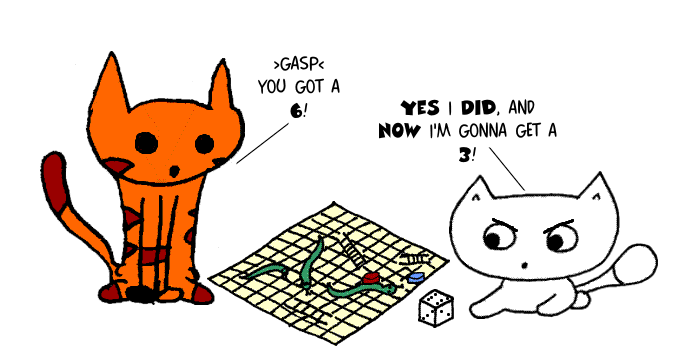 >GASP<
YOU GOT A
6!
YES I DID, AND
NOW I'M GONNA GET A
3!